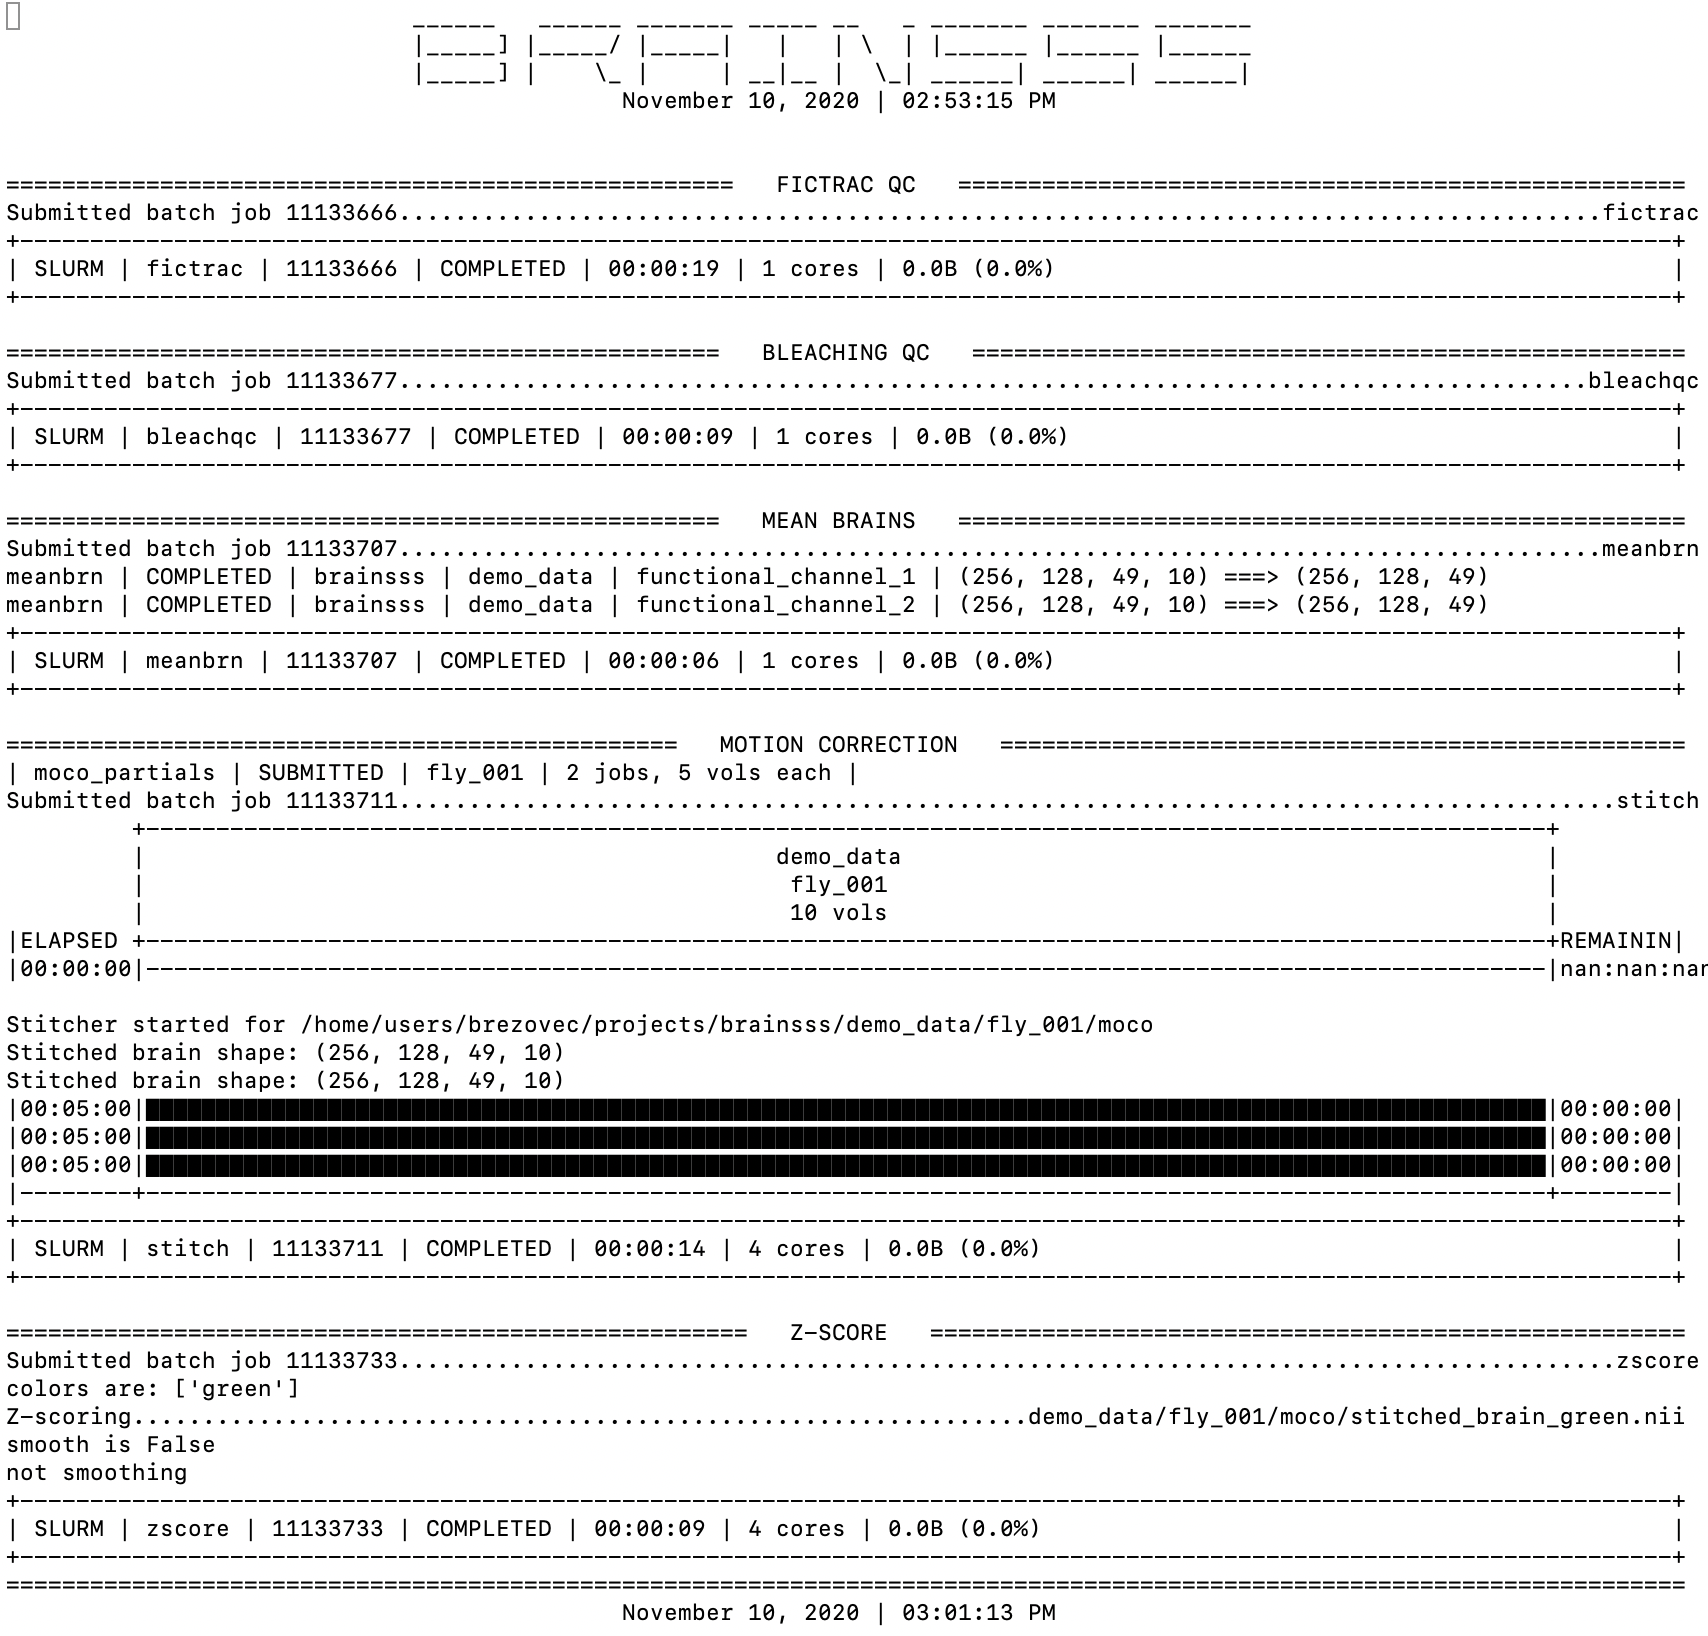 BRAINSSS
November 10, 2020 | 02:53:15 PM
=================================================== FICTRAC QC ===================================================
Submitted batch job 11133666......................................................................................fictrac
+----------------------------------------------------------------------------------------------------------------------+
| SLURM | fictrac | 11133666 | COMPLETED | 00:00:19 | 1 cores | 0.0B (0.0%) |
+----------------------------------------------------------------------------------------------------------------------+
=================================================== BLEACHING QC ===================================================
Submitted batch job 11133677.....................................................................................bleachqc
+----------------------------------------------------------------------------------------------------------------------+
| SLURM | bleachqc | 11133677 | COMPLETED | 00:00:09 | 1 cores | 0.0B (0.0%) |
+----------------------------------------------------------------------------------------------------------------------+
=================================================== MEAN BRAINS ====================================================
Submitted batch job 11133707......................................................................................meanbrn
meanbrn | COMPLETED | brainsss | demo_data | functional_channel_1 | (256, 128, 49, 10) ===> (256, 128, 49)
meanbrn | COMPLETED | brainsss | demo_data | functional_channel_2 | (256, 128, 49, 10) ===> (256, 128, 49)
+----------------------------------------------------------------------------------------------------------------------+
| SLURM | meanbrn | 11133707 | COMPLETED | 00:00:06 | 1 cores | 0.0B (0.0%) |
+----------------------------------------------------------------------------------------------------------------------+
================================================ MOTION CORRECTION =================================================
| moco_partials | SUBMITTED | fly_001 | 2 jobs, 5 vols each |
Submitted batch job 11133711.......................................................................................stitch
+----------------------------------------------------------------------------------------------------+
| demo_data |
| fly_001 |
| 10 vols |
|ELAPSED +----------------------------------------------------------------------------------------------------+REMAININ|
|00:00:00|----------------------------------------------------------------------------------------------------|nan:nan:nan
Stitcher started for /home/users/brezovec/projects/brainsss/demo_data/fly_001/moco
Stitched brain shape: (256, 128, 49, 10)
Stitched brain shape: (256, 128, 49, 10)
|00:05:00|████████████████████████████████████████████████████████████████████████████████████████████████████|00:00:00|
|00:05:00|████████████████████████████████████████████████████████████████████████████████████████████████████|00:00:00|
|00:05:00|████████████████████████████████████████████████████████████████████████████████████████████████████|00:00:00|
|--------+----------------------------------------------------------------------------------------------------+--------|
+----------------------------------------------------------------------------------------------------------------------+
| SLURM | stitch | 11133711 | COMPLETED | 00:00:14 | 4 cores | 0.0B (0.0%) |
+----------------------------------------------------------------------------------------------------------------------+
===================================================== Z-SCORE ======================================================
Submitted batch job 11133733.......................................................................................zscore
colors are: ['green']
Z-scoring................................................................demo_data/fly_001/moco/stitched_brain_green.nii
smooth is False
not smoothing
+----------------------------------------------------------------------------------------------------------------------+
| SLURM | zscore | 11133733 | COMPLETED | 00:00:09 | 4 cores | 0.0B (0.0%) |
+----------------------------------------------------------------------------------------------------------------------+
========================================================================================================================
November 10, 2020 | 03:01:13 PM